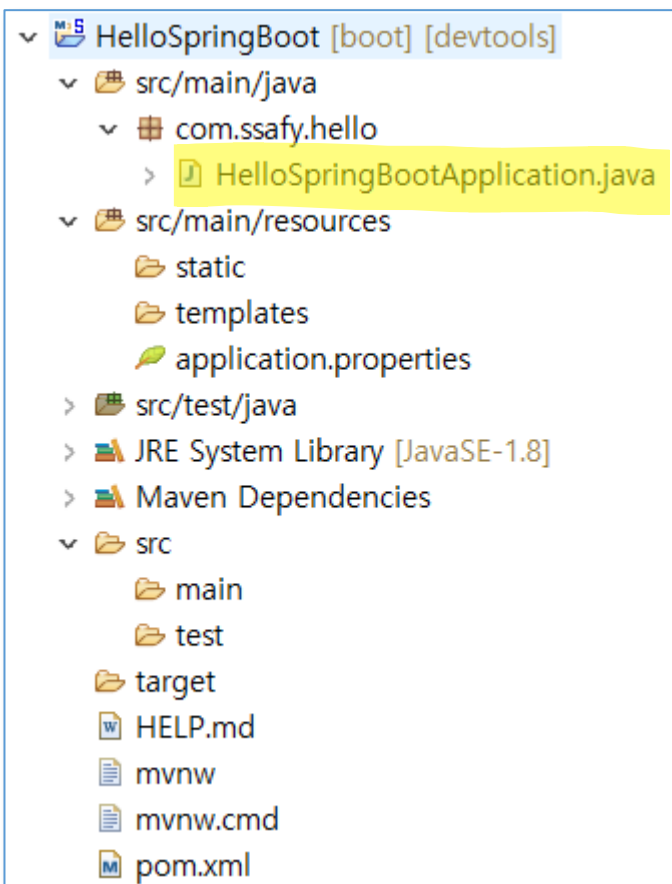 HelloSpringBoot [boot] [devtools]
src/main/java
com.ssafy.hello
HelloSpringBootApplication.java
src/main/resources
static
templates
application.properties
src/test/java
JRE System Library [JavaSE-1.8]
Maven Dependencies
src
main
test
target
HELP.md
mvnw
mvnw.cmd
pom.xml